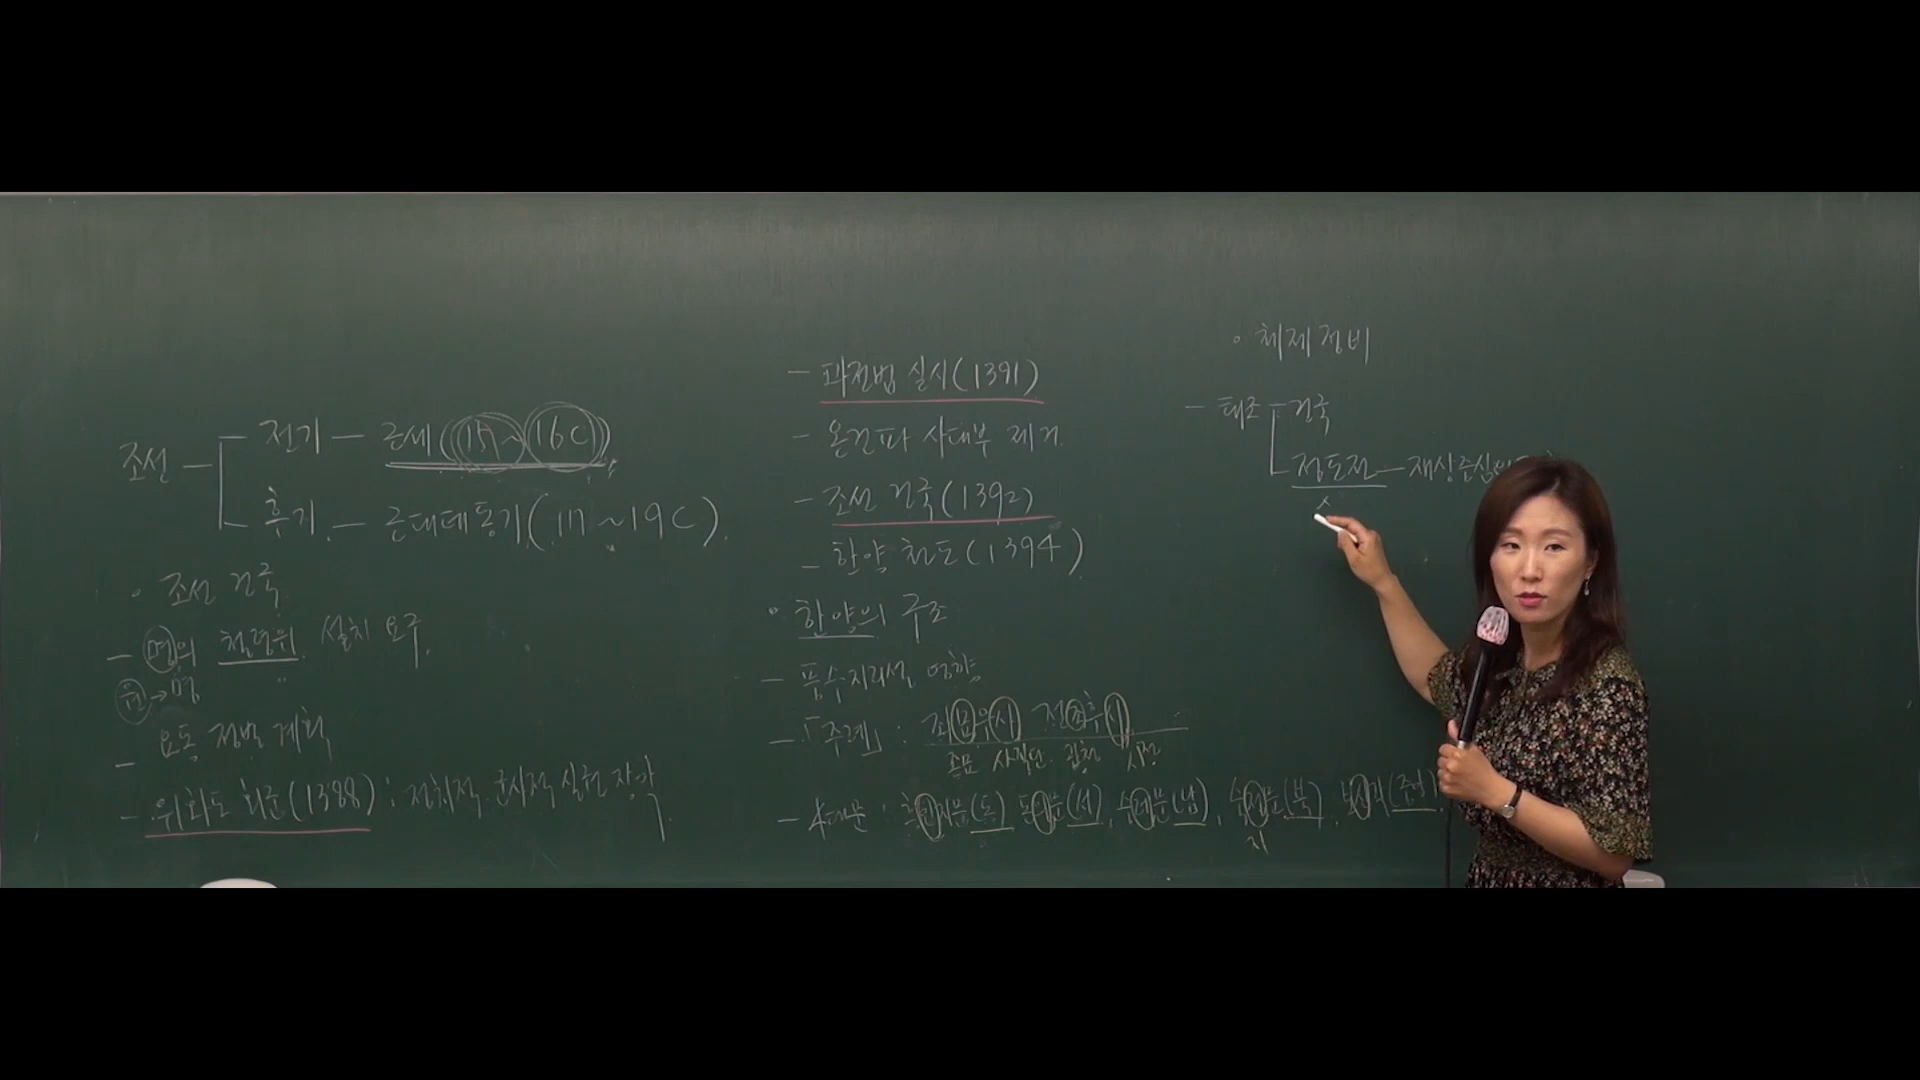 조선 ─ 전기 ─ 근세(15~16C)
후기 ─ 근대태동기(17~19C).
• 조선 건국
─ 명의 철령위 설치 요구.
원→명 〃
─ 요동 정벌 계획
─ 위화도 회군(1388) : 정치적·군사적 실권 장악.
─ 과전법 실시(1391)
─ 온건파 사대부 제거
─ 조선 건국(1392)
─ 한양 천도(1394)
• 한양의 구조
─ 풍수지리설 영향
─ 「주례」 : 좌묘우사 전조후시
종묘 사직단 관청 시장
─ 4대문 : 흥인지문(동) 돈의문(서), 숭례문(남), 숙정문(북), 보신각(중앙)
지
• 체제정비
─ 태조 ─ 건국
정도전 ─ 재상중심의